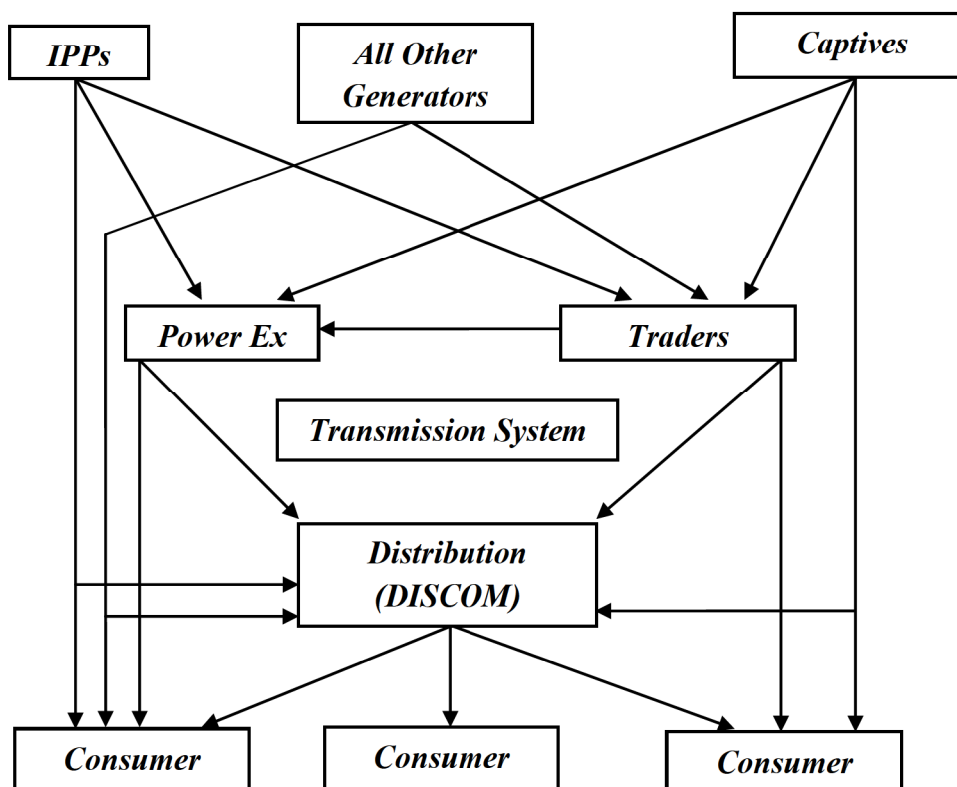 IPPs
All Other
Generators
Captives
Power Ex
Traders
Transmission System
Distribution
(DISCOM)
Consumer
Consumer
Consumer